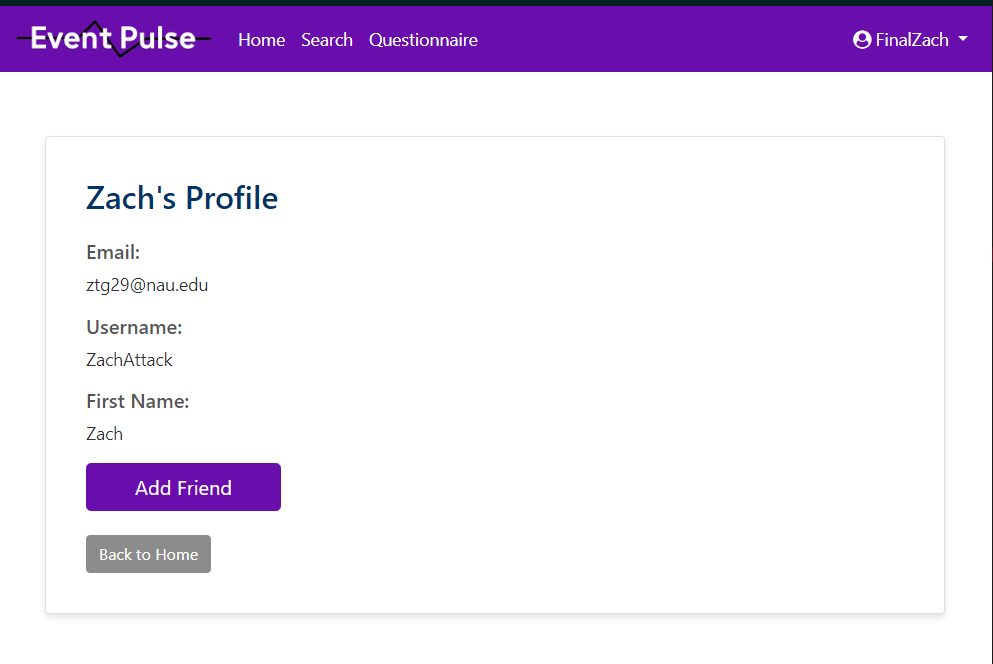 Event Pulse Home Search Questionnaire FinalZach
Zach's Profile
Email:
ztg29@nau.edu
Username:
ZachAttack
First Name:
Zach
Add Friend
Back to Home